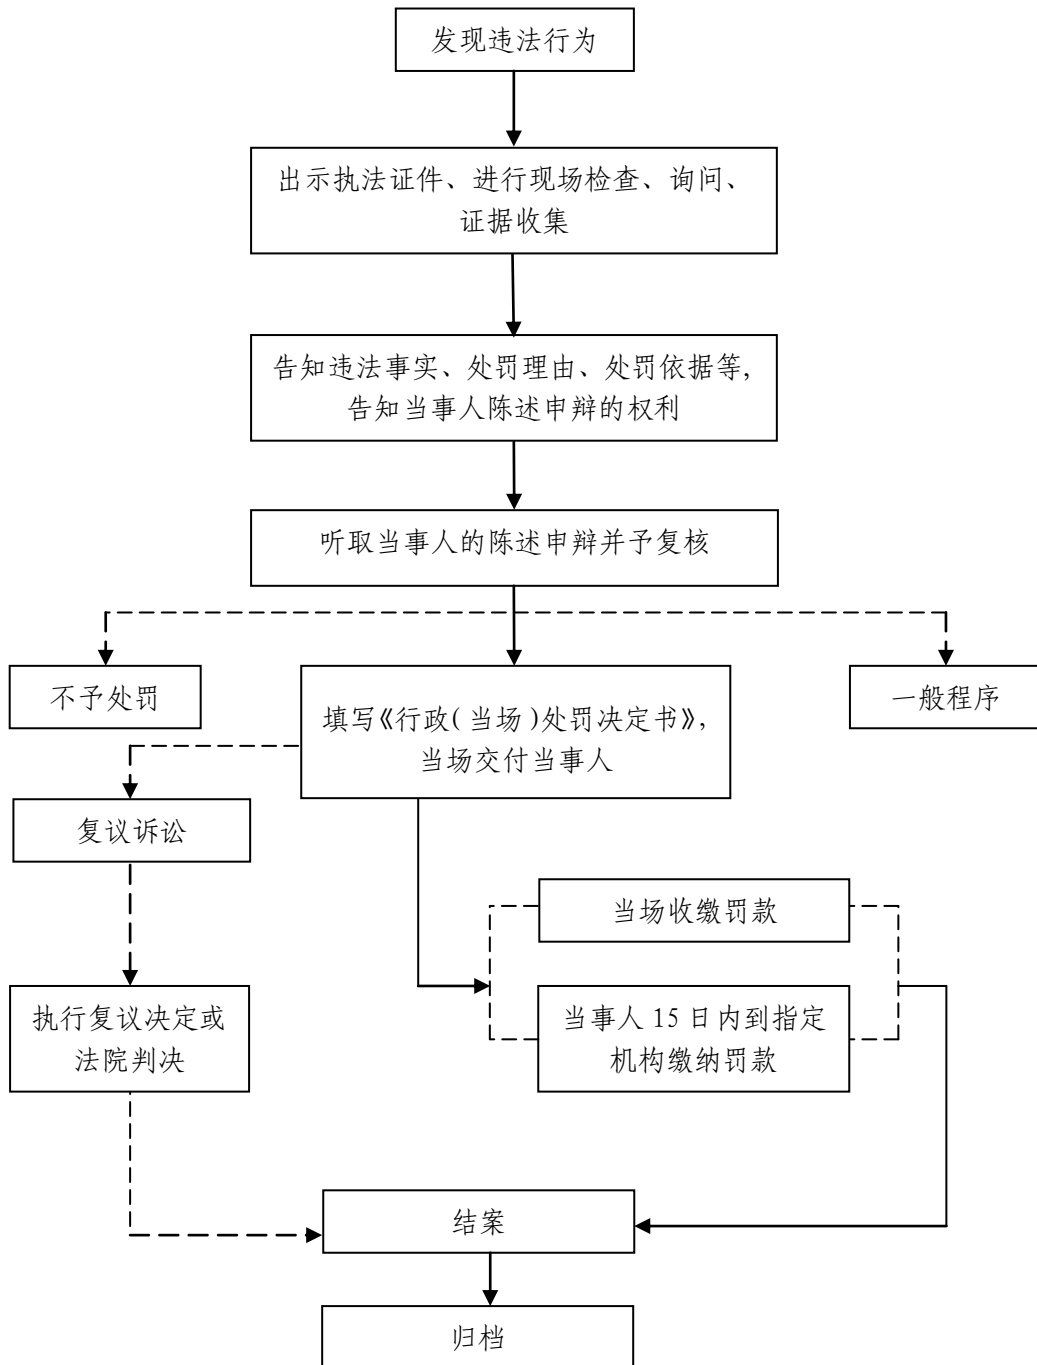 发现违法行为
出示执法证件、进行现场检查、询问、
证据收集
告知违法事实、处罚理由、处罚依据等,
告知当事人陈述申辩的权利
听取当事人的陈述申辩并予复核
不予处罚
填写《行政(当场)处罚决定书》,
当场交付当事人
一般程序
复议诉讼
当场收缴罚款
执行复议决定或
法院判决
当事人 15 日内到指定
机构缴纳罚款
结案
归档